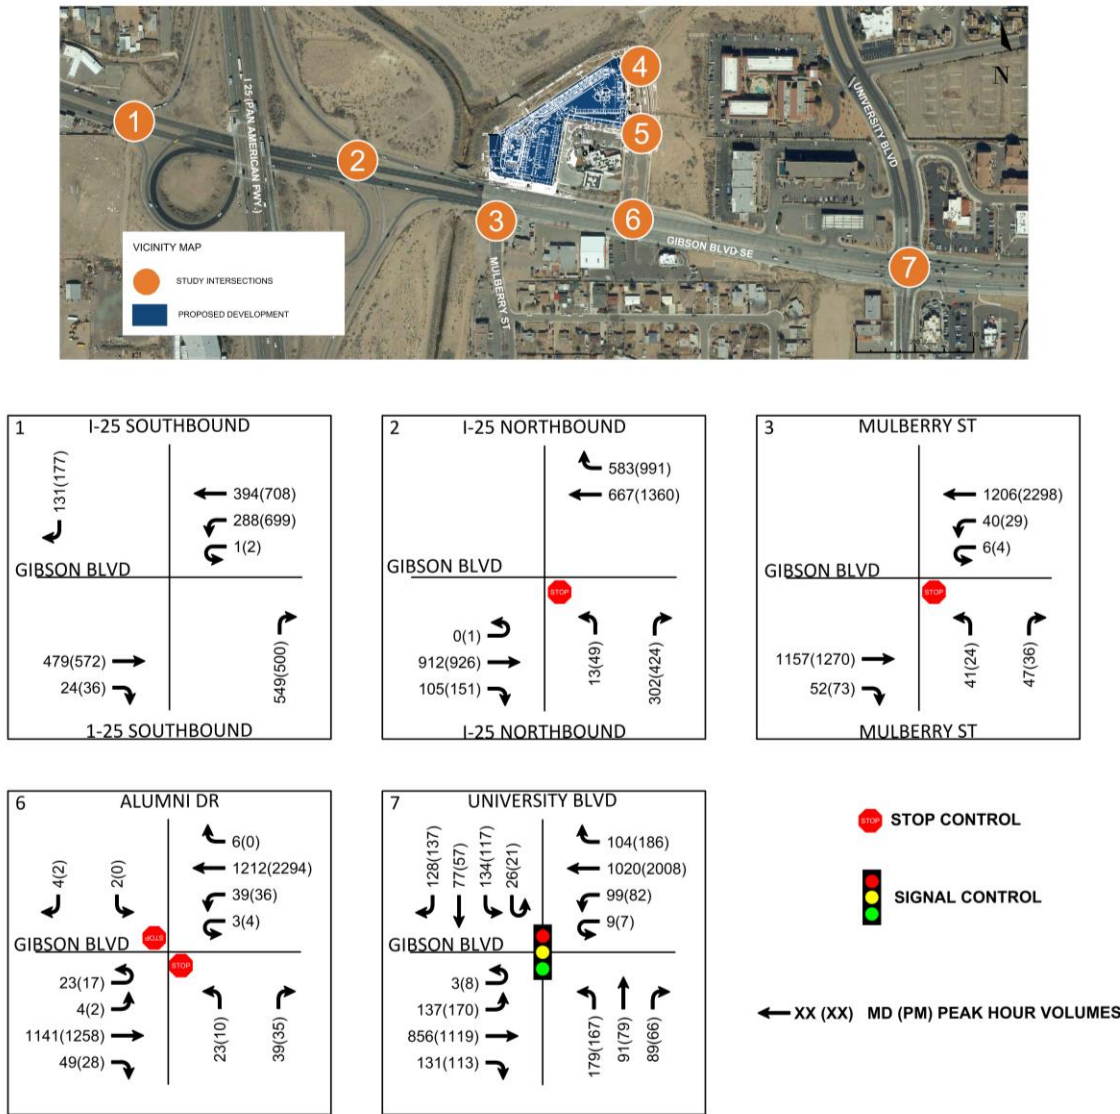 1
2
3
4
5
6
7
I 25 (PAN AMERICAN FWY.)
UNIVERSITY BLVD
GIBSON BLVD SE
MULBERRY ST
N
VICINITY MAP
STUDY INTERSECTIONS
PROPOSED DEVELOPMENT
1
I-25 SOUTHBOUND
131(177)
394(708)
288(699)
1(2)
GIBSON BLVD
479(572)
24(36)
549(500)
1-25 SOUTHBOUND
2
I-25 NORTHBOUND
583(991)
667(1360)
GIBSON BLVD
STOP
0(1)
912(926)
105(151)
13(49)
302(424)
I-25 NORTHBOUND
3
MULBERRY ST
1206(2298)
40(29)
6(4)
GIBSON BLVD
STOP
1157(1270)
52(73)
41(24)
47(36)
MULBERRY ST
6
ALUMNI DR
4(2)
2(0)
6(0)
1212(2294)
39(36)
3(4)
GIBSON BLVD
STOP
STOP
23(17)
4(2)
1141(1258)
49(28)
23(10)
39(35)
7
UNIVERSITY BLVD
128(137)
77(57)
134(117)
26(21)
104(186)
1020(2008)
99(82)
9(7)
GIBSON BLVD
3(8)
137(170)
856(1119)
131(113)
179(167)
91(79)
89(66)
STOP
STOP CONTROL
SIGNAL CONTROL
XX (XX) MD (PM) PEAK HOUR VOLUMES